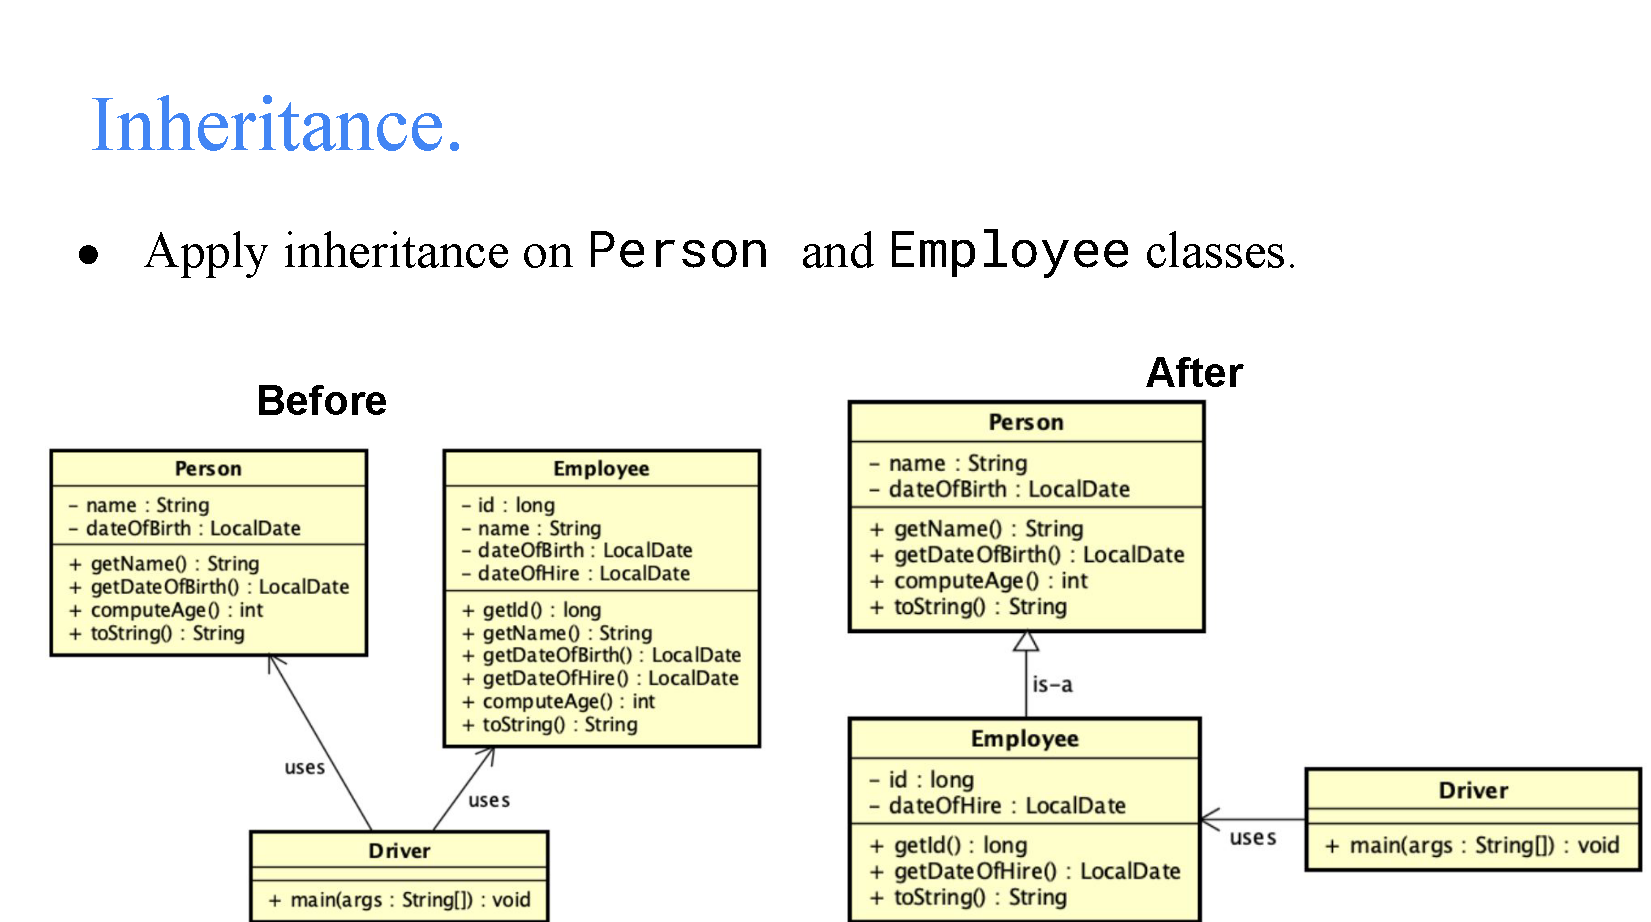 Inheritance.
● Apply inheritance on Person and Employee classes.
Before
Person
- name : String
- dateOfBirth : LocalDate
+ getName() : String
+ getDateOfBirth() : LocalDate
+ computeAge() : int
+ toString() : String
Employee
- id : long
- name : String
- dateOfBirth : LocalDate
- dateOfHire : LocalDate
+ getId() : long
+ getName() : String
+ getDateOfBirth() : LocalDate
+ getDateOfHire() : LocalDate
+ computeAge() : int
+ toString() : String
uses
uses
Driver
+ main(args : String[]) : void
After
Person
- name : String
- dateOfBirth : LocalDate
+ getName() : String
+ getDateOfBirth() : LocalDate
+ computeAge() : int
+ toString() : String
is-a
Employee
- id : long
- dateOfHire : LocalDate
+ getId() : long
+ getDateOfHire() : LocalDate
+ toString() : String
uses
Driver
+ main(args : String[]) : void